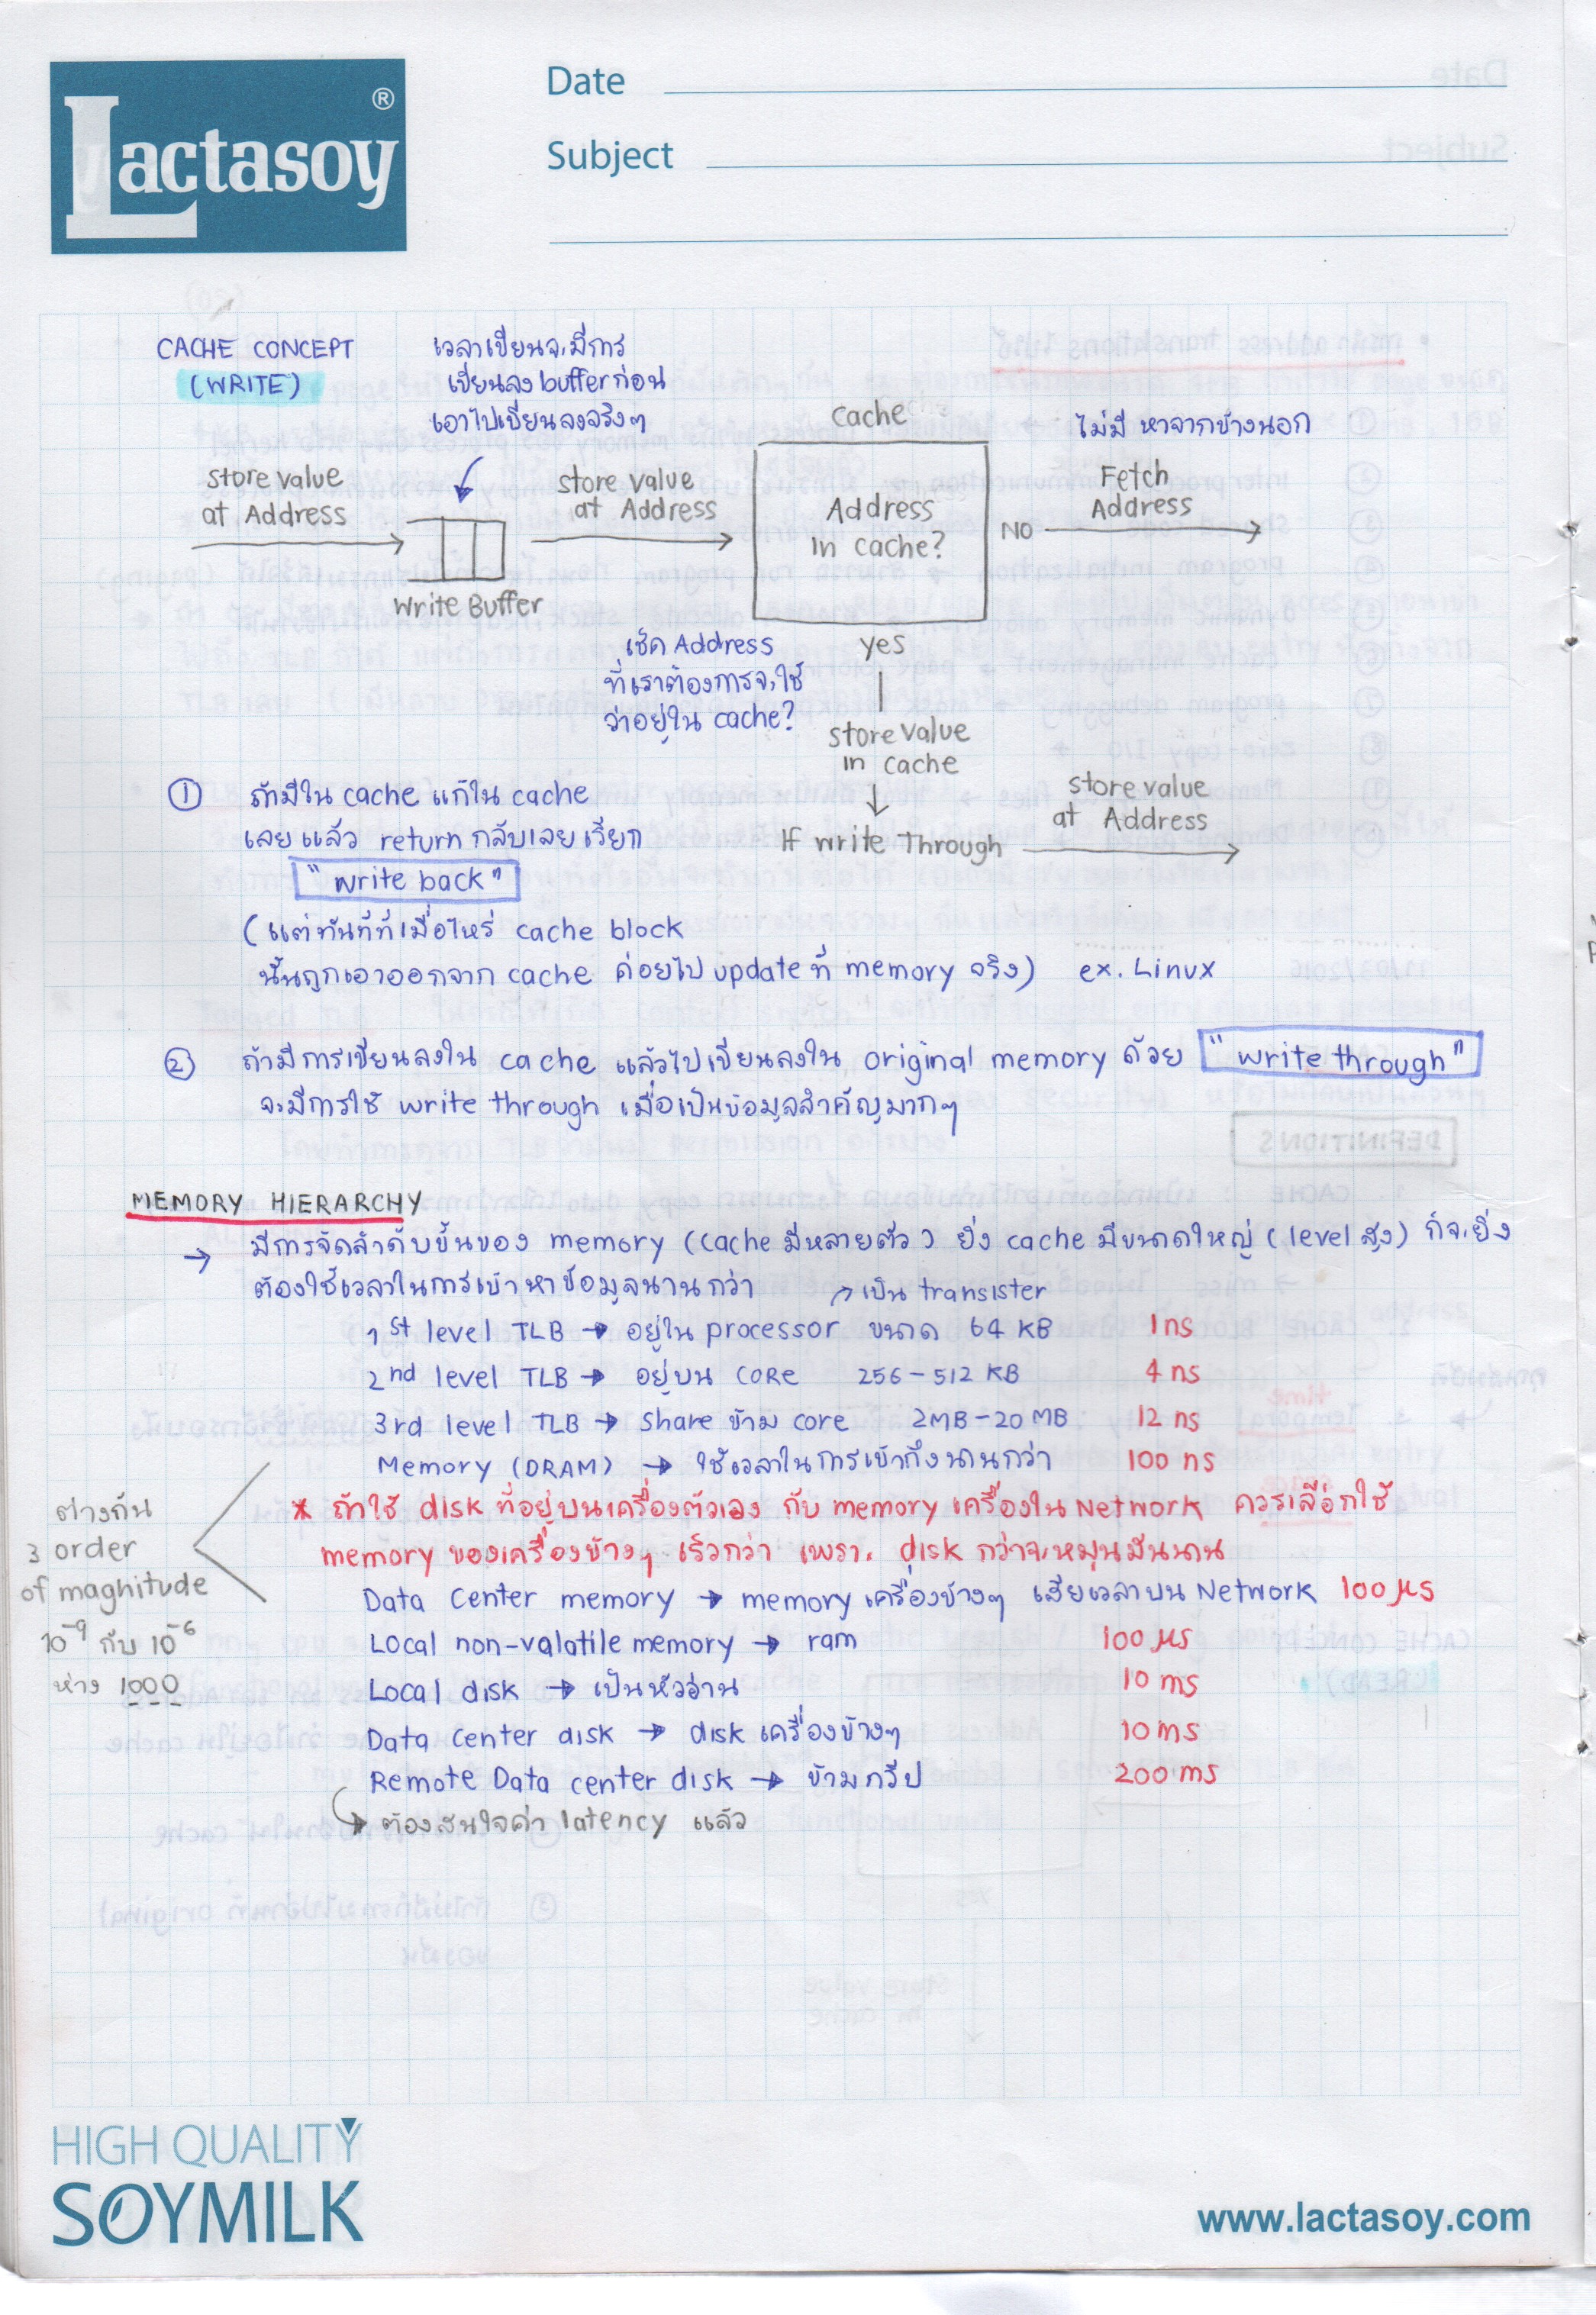 Lactasoy ®
Date
Subject
CACHE CONCEPT
(WRITE)
เวลาเขียนจะมีการ
เขียนลง buffer ก่อน
เอาไปเขียนลงจริงๆ
store value
at Address
Write Buffer
store value
at Address
cache
Address
in cache?
ไม่มี หาจากข้างนอก
NO
Fetch
Address
เช็ค Address
ที่เราต้องการจะใช้
ว่าอยู่ใน cache?
yes
store value
in cache
If write Through
store value
at Address
① ถ้ามีใน cache แก้ใน cache
เลย แล้ว return กลับเลย เรียก
"write back"
(แต่ทันทีที่เมื่อไหร่ cache block
นั้นถูกเอาออกจาก cache ค่อยไป update ที่ memory จริง) ex. Linux
② ถ้ามีการเขียนลงใน cache แล้วไปเขียนลงใน original memory ด้วย "write through"
จะมีการใช้ write through เมื่อเป็นข้อมูลสำคัญมากๆ
MEMORY HIERARCHY
→ มีการจัดลำดับชั้นของ memory (cache มีหลายตัว) ยิ่ง cache มีขนาดใหญ่ (level สูง) ก็จะยิ่ง
ต้องใช้เวลาในการเข้าหาข้อมูลนานกว่า
↗ เป็น transister
1st level TLB → อยู่ใน processor ขนาด 64 KB 1 ns
2nd level TLB → อยู่บน core 256-512 KB 4 ns
3rd level TLB → share ข้าม core 2MB-20 MB 12 ns
Memory (DRAM) → ใช้เวลาในการเข้าถึงนานกว่า 100 ns
* ถ้าใช้ disk ที่อยู่บนเครื่องตัวเอง กับ memory เครื่องใน Network ควรเลือกใช้
memory ของเครื่องข้างๆ เร็วกว่า เพราะ disk กว่าจะหมุนมันนาน
ต่างกัน
3 order
of magnitude
10⁻⁹ กับ 10⁻⁶
ห่าง 1000
Data Center memory → memory เครื่องข้างๆ เสียเวลาบน Network 100 μs
Local non-valatile memory → ram 100 μs
Local disk → เป็นหัวอ่าน 10 ms
Data Center disk → disk เครื่องข้างๆ 10 ms
Remote Data center disk → ข้ามทวีป 200 ms
↳ ต้องสนใจค่า latency แล้ว
HIGH QUALITY
SOYMILK
www.lactasoy.com